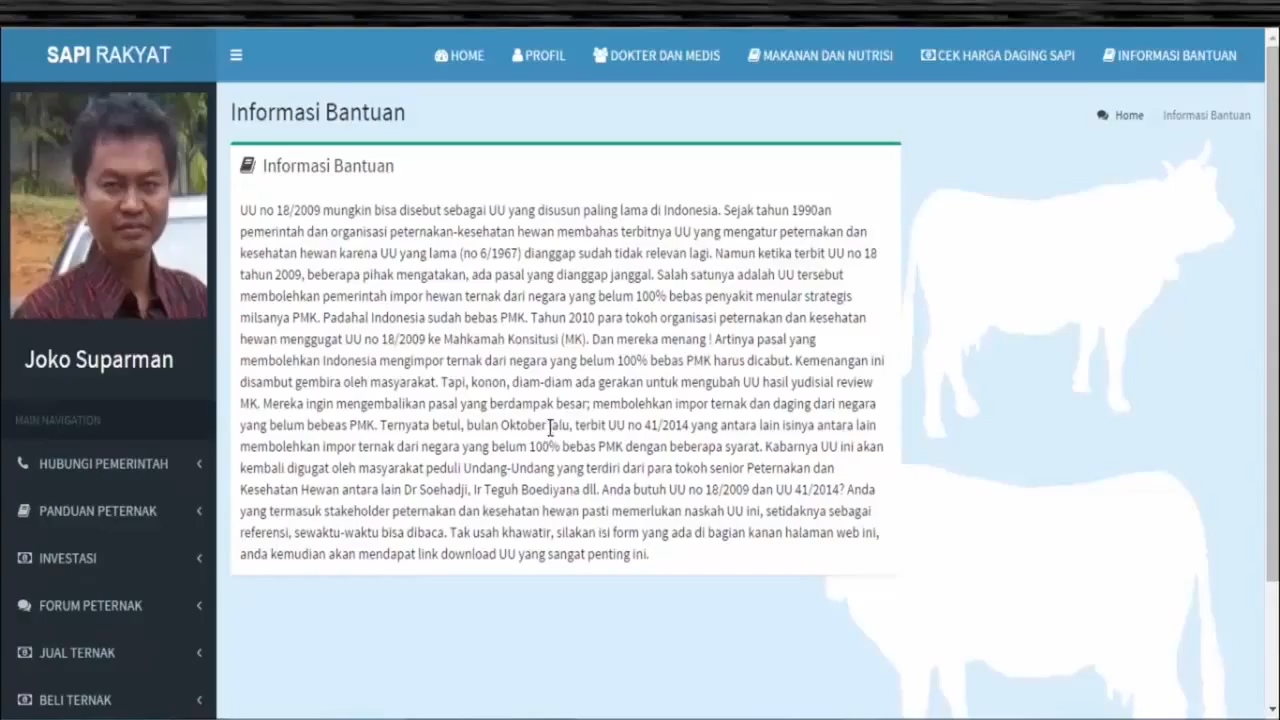 SAPI RAKYAT
HOME
PROFIL
DOKTER DAN MEDIS
MAKANAN DAN NUTRISI
CEK HARGA DAGING SAPI
INFORMASI BANTUAN
Joko Suparman
MAIN NAVIGATION
HUBUNGI PEMERINTAH
PANDUAN PETERNAK
INVESTASI
FORUM PETERNAK
JUAL TERNAK
BELI TERNAK
Informasi Bantuan
Home
Informasi Bantuan
Informasi Bantuan
UU no 18/2009 mungkin bisa disebut sebagai UU yang disusun paling lama di Indonesia. Sejak tahun 1990an
pemerintah dan organisasi peternakan-kesehatan hewan membahas terbitnya UU yang mengatur peternakan dan
kesehatan hewan karena UU yang lama (no 6/1967) dianggap sudah tidak relevan lagi. Namun ketika terbit UU no 18
tahun 2009, beberapa pihak mengatakan, ada pasal yang dianggap janggal. Salah satunya adalah UU tersebut
membolehkan pemerintah impor hewan ternak dari negara yang belum 100% bebas penyakit menular strategis
milsanya PMK. Padahal Indonesia sudah bebas PMK. Tahun 2010 para tokoh organisasi peternakan dan kesehatan
hewan menggugat UU no 18/2009 ke Mahkamah Konsitusi (MK). Dan mereka menang ! Artinya pasal yang
membolehkan Indonesia mengimpor ternak dari negara yang belum 100% bebas PMK harus dicabut. Kemenangan ini
disambut gembira oleh masyarakat. Tapi, konon, diam-diam ada gerakan untuk mengubah UU hasil yudisial review
MK. Mereka ingin mengembalikan pasal yang berdampak besar; membolehkan impor ternak dan daging dari negara
yang belum bebeas PMK. Ternyata betul, bulan Oktober lalu, terbit UU no 41/2014 yang antara lain isinya antara lain
membolehkan impor ternak dari negara yang belum 100% bebas PMK dengan beberapa syarat. Kabarnya UU ini akan
kembali digugat oleh masyarakat peduli Undang-Undang yang terdiri dari para tokoh senior Peternakan dan
Kesehatan Hewan antara lain Dr Soehadji, Ir Teguh Boediyana dll. Anda butuh UU no 18/2009 dan UU 41/2014? Anda
yang termasuk stakeholder peternakan dan kesehatan hewan pasti memerlukan naskah UU ini, setidaknya sebagai
referensi, sewaktu-waktu bisa dibaca. Tak usah khawatir, silakan isi form yang ada di bagian kanan halaman web ini,
anda kemudian akan mendapat link download UU yang sangat penting ini.